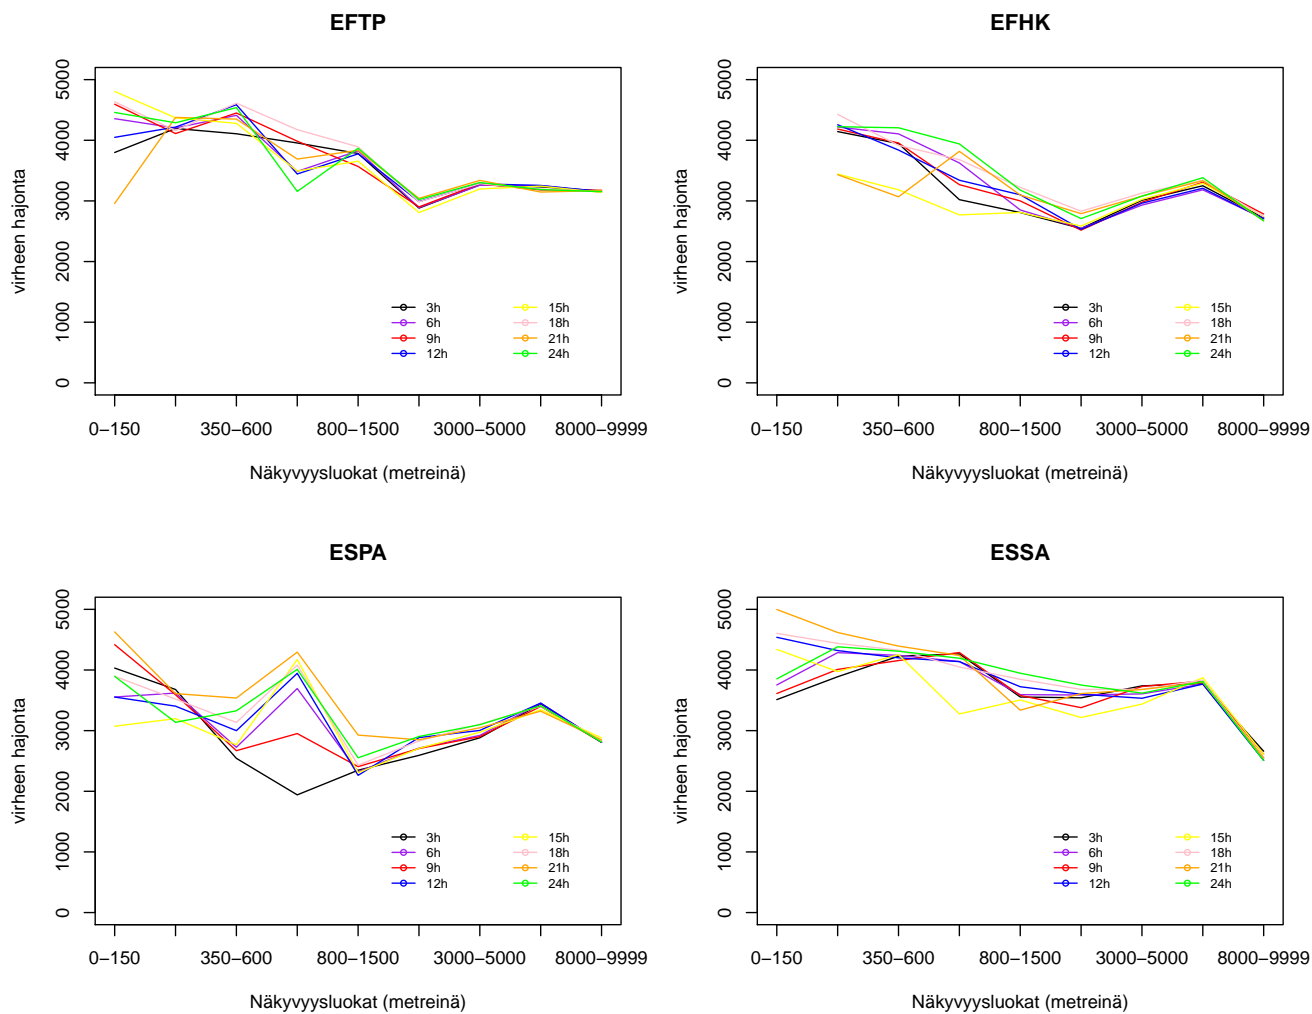 EFTP
virheen hajonta
5000
4000
3000
2000
1000
0
3h
6h
9h
12h
15h
18h
21h
24h
0−150 350−600 800−1500 3000−5000 8000−9999
Näkyvyysluokat (metreinä)
EFHK
virheen hajonta
5000
4000
3000
2000
1000
0
3h
6h
9h
12h
15h
18h
21h
24h
0−150 350−600 800−1500 3000−5000 8000−9999
Näkyvyysluokat (metreinä)
ESPA
virheen hajonta
5000
4000
3000
2000
1000
0
3h
6h
9h
12h
15h
18h
21h
24h
0−150 350−600 800−1500 3000−5000 8000−9999
Näkyvyysluokat (metreinä)
ESSA
virheen hajonta
5000
4000
3000
2000
1000
0
3h
6h
9h
12h
15h
18h
21h
24h
0−150 350−600 800−1500 3000−5000 8000−9999
Näkyvyysluokat (metreinä)